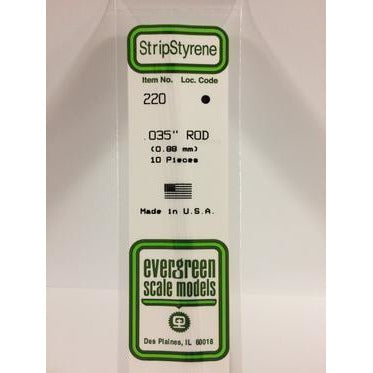 StripStyrene
Item No. Loc. Code
220 ●
.035" ROD
(0.88 mm)
10 Pieces
Made in U.S.A.
evergreen
scale models
Des Plaines, IL 60018